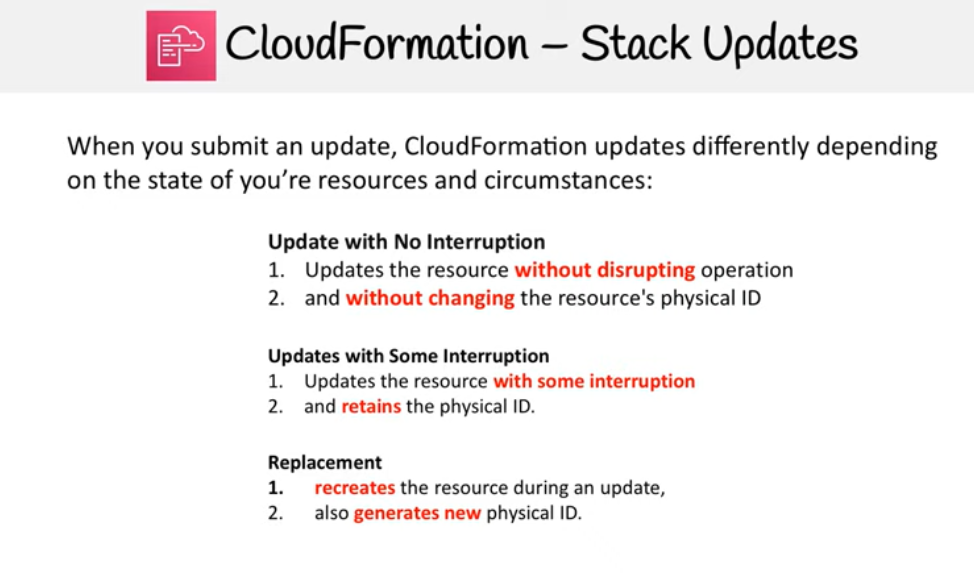 CloudFormation – Stack Updates
When you submit an update, CloudFormation updates differently depending
on the state of you're resources and circumstances:
Update with No Interruption
1. Updates the resource without disrupting operation
2. and without changing the resource's physical ID
Updates with Some Interruption
1. Updates the resource with some interruption
2. and retains the physical ID.
Replacement
1. recreates the resource during an update,
2. also generates new physical ID.